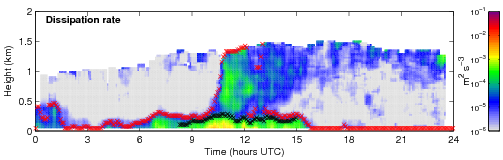 Dissipation rate
2
1.5
1
0.5
0
Height (km)
0 3 6 9 12 15 18 21 24
Time (hours UTC)
10⁻¹
10⁻²
10⁻³
10⁻⁴
10⁻⁵
10⁻⁶
m² s⁻³